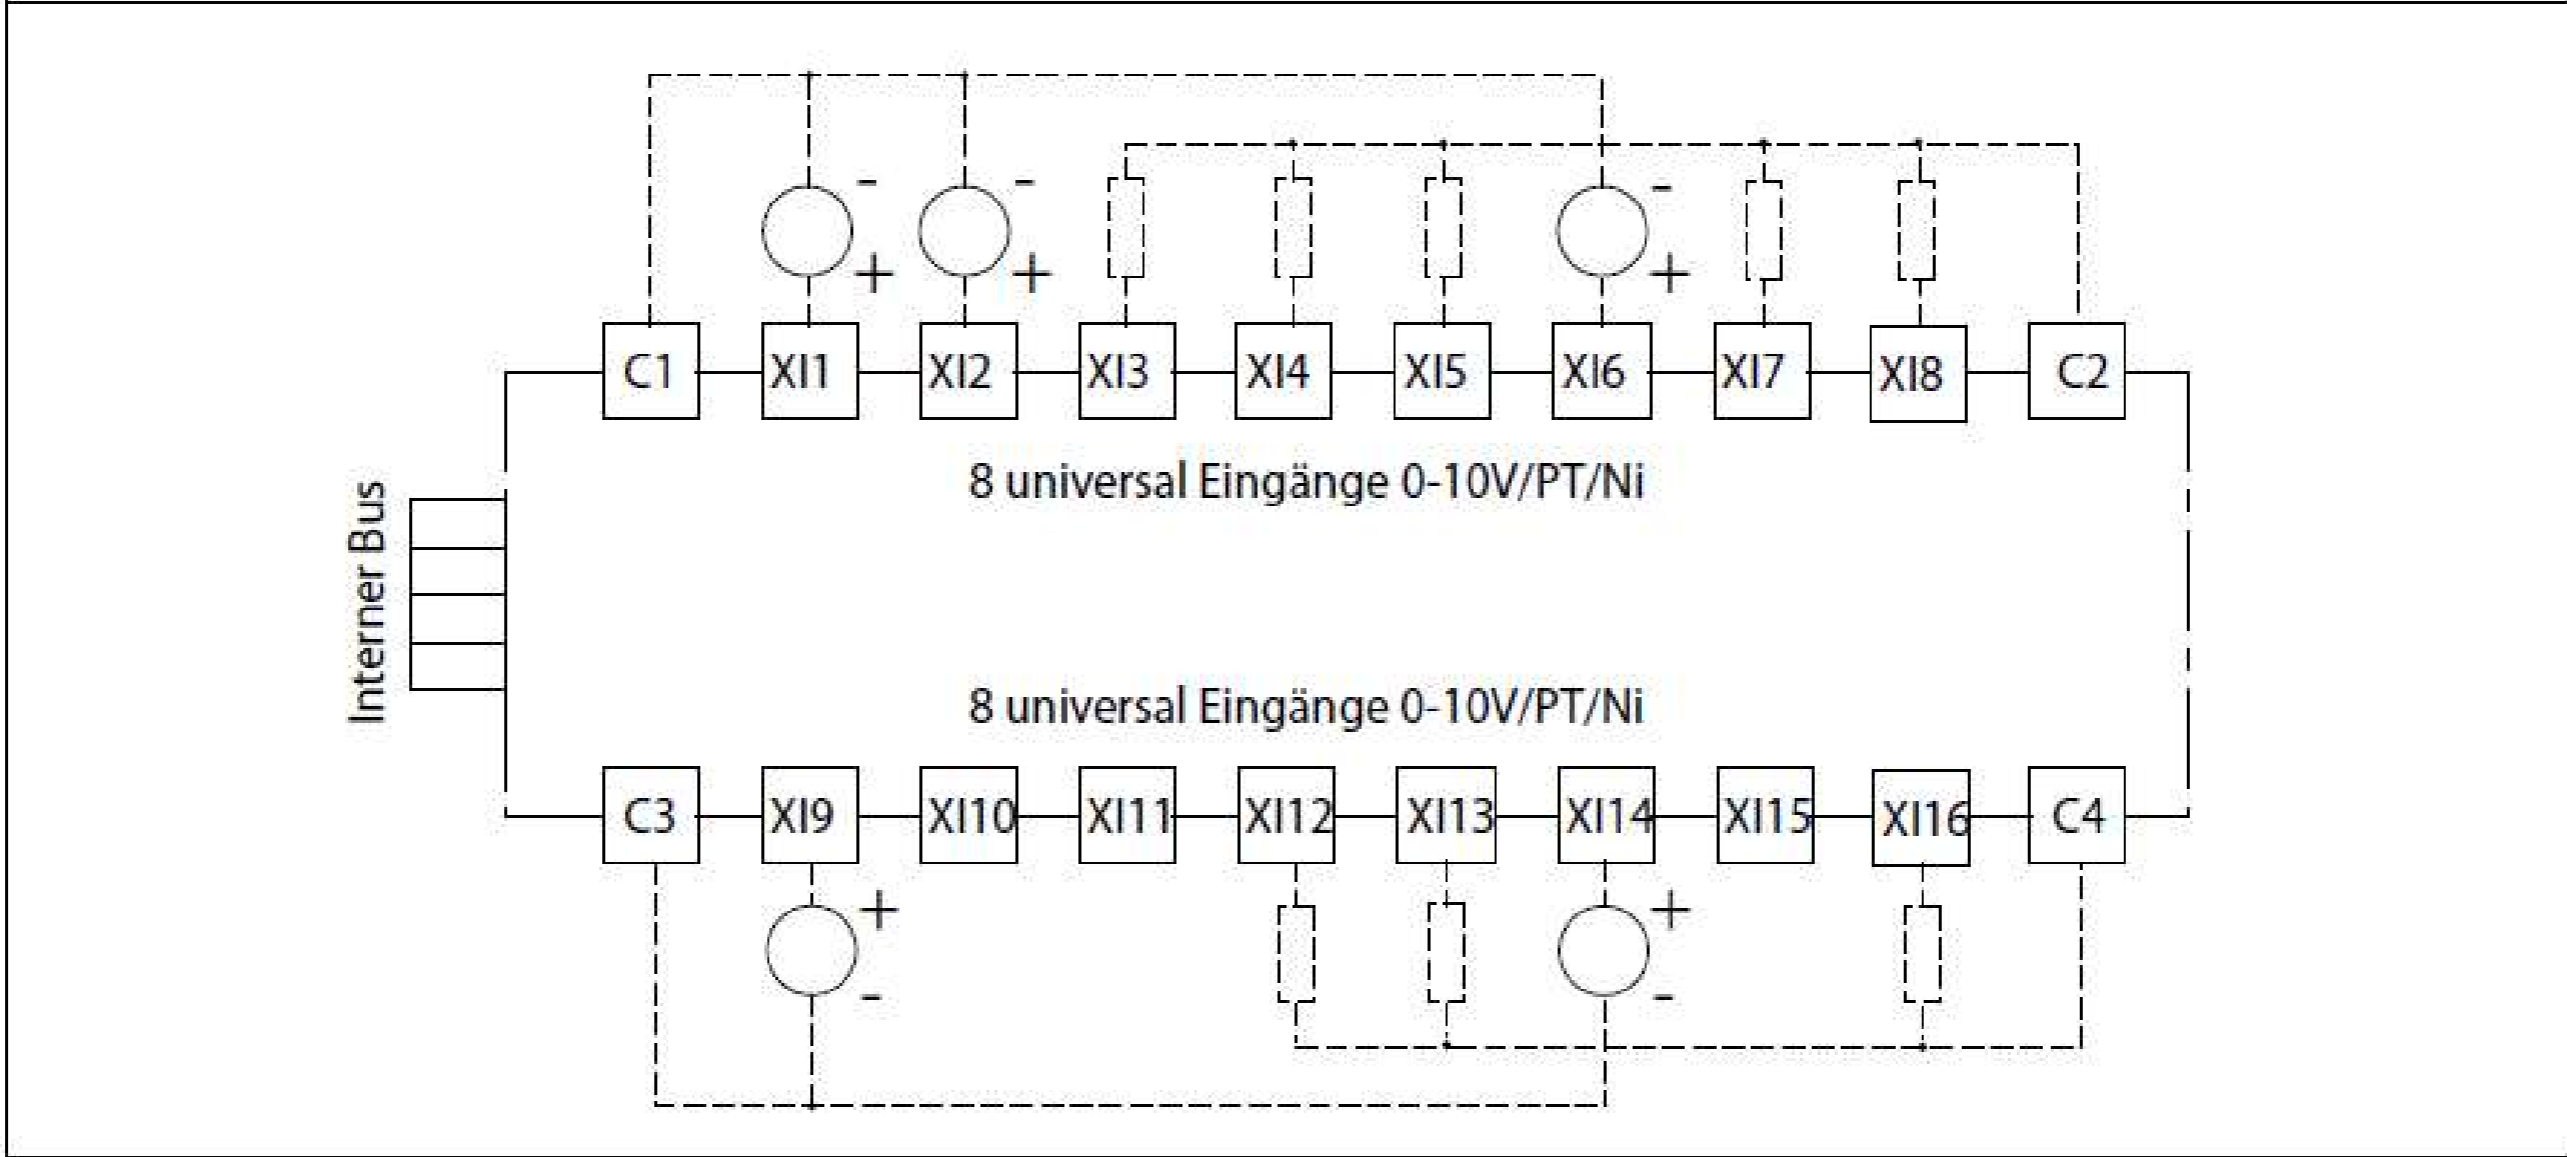 - - -
+ + +
C1 XI1 XI2 XI3 XI4 XI5 XI6 XI7 XI8 C2
8 universal Eingänge 0-10V/PT/Ni
Interner Bus
8 universal Eingänge 0-10V/PT/Ni
C3 XI9 XI10 XI11 XI12 XI13 XI14 XI15 XI16 C4
+ +
- -